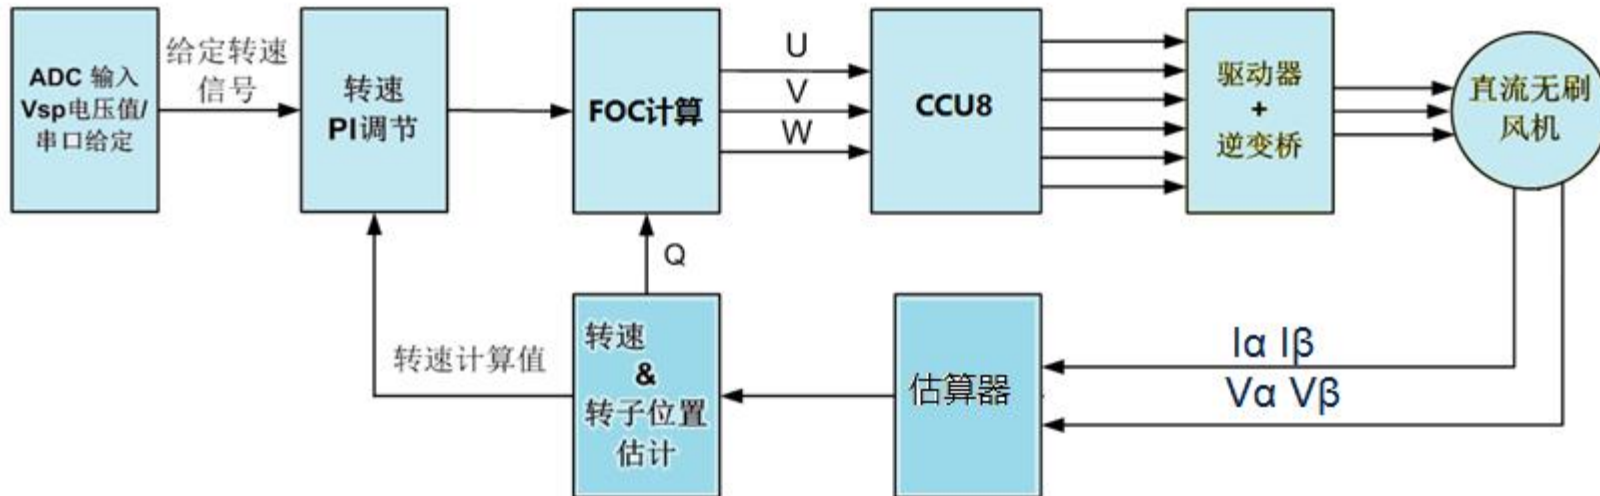 ADC 输入
Vsp电压值/
串口给定
给定转速
信号
转速
PI调节
FOC计算
U
V
W
CCU8
驱动器
+
逆变桥
直流无刷
风机
Q
转速计算值
转速
&
转子位置
估计
估算器
Iα Iβ
Vα Vβ